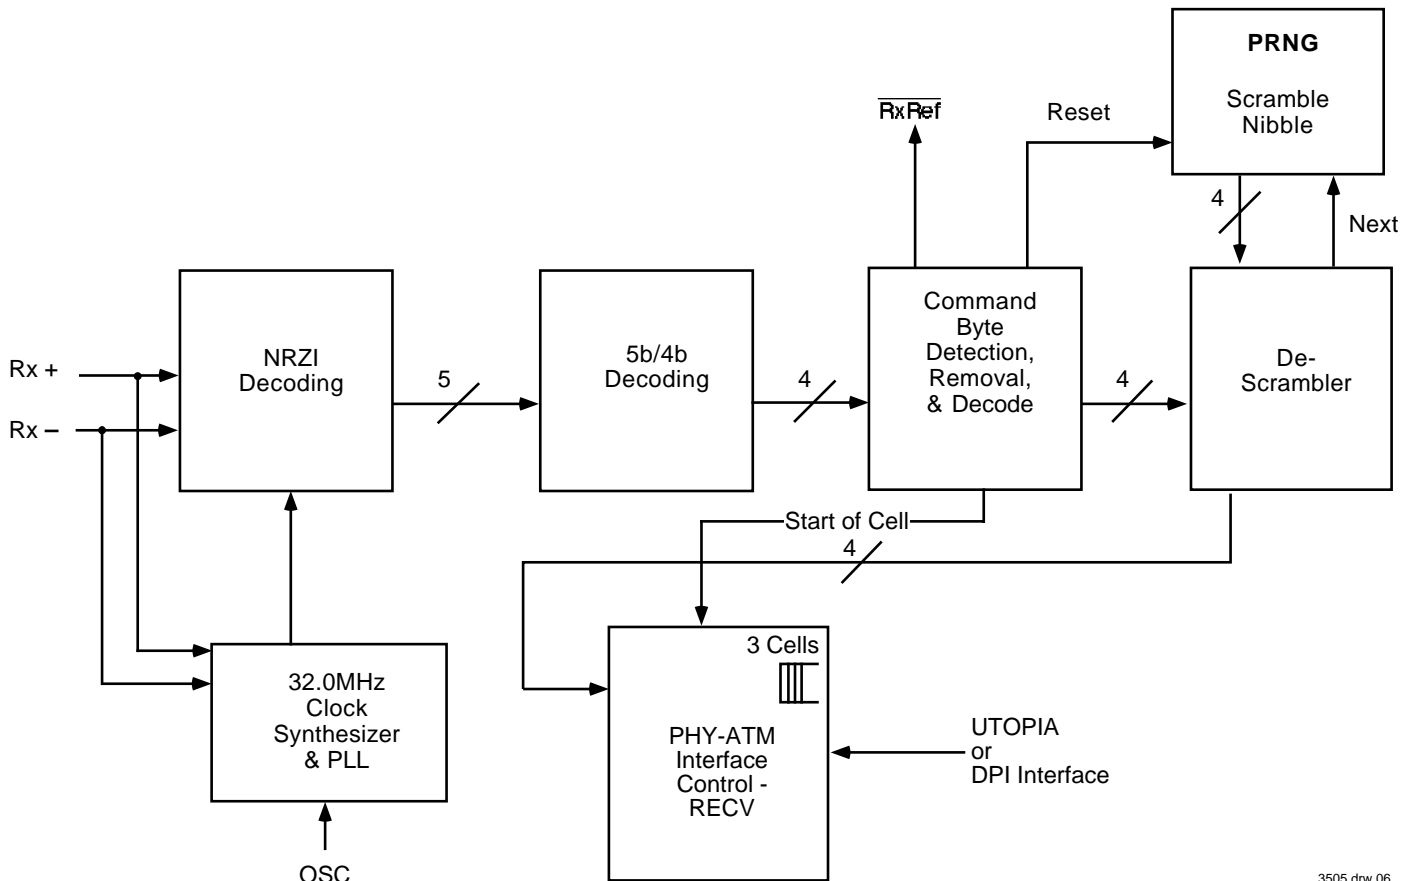 PRNG
Scramble
Nibble
RxRef
Reset
4
Next
Rx +
Rx –
NRZI
Decoding
5
5b/4b
Decoding
4
Command
Byte
Detection,
Removal,
& Decode
4
De-
Scrambler
Start of Cell
4
32.0MHz
Clock
Synthesizer
& PLL
OSC
3 Cells
PHY-ATM
Interface
Control -
RECV
UTOPIA
or
DPI Interface
3505 drw 06